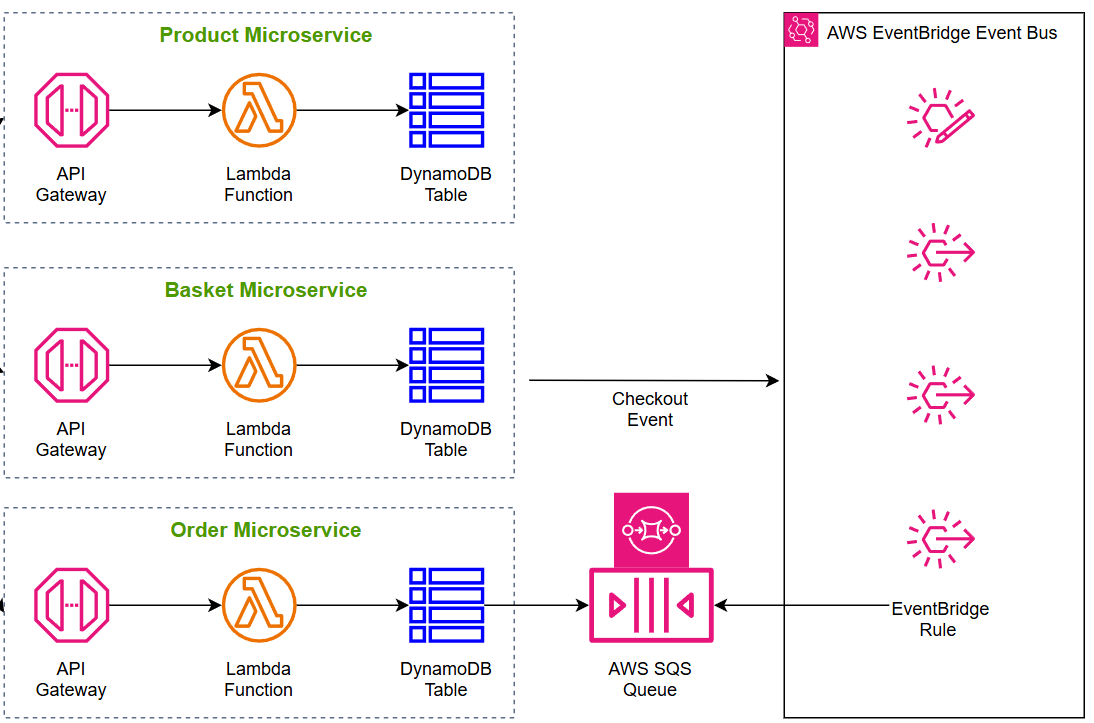 Product Microservice
API
Gateway
Lambda
Function
DynamoDB
Table
AWS EventBridge Event Bus
Basket Microservice
API
Gateway
Lambda
Function
DynamoDB
Table
Checkout
Event
Order Microservice
API
Gateway
Lambda
Function
DynamoDB
Table
AWS SQS
Queue
EventBridge
Rule